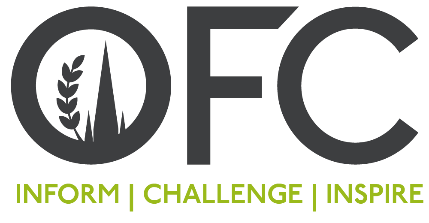 OFC
INFORM | CHALLENGE | INSPIRE